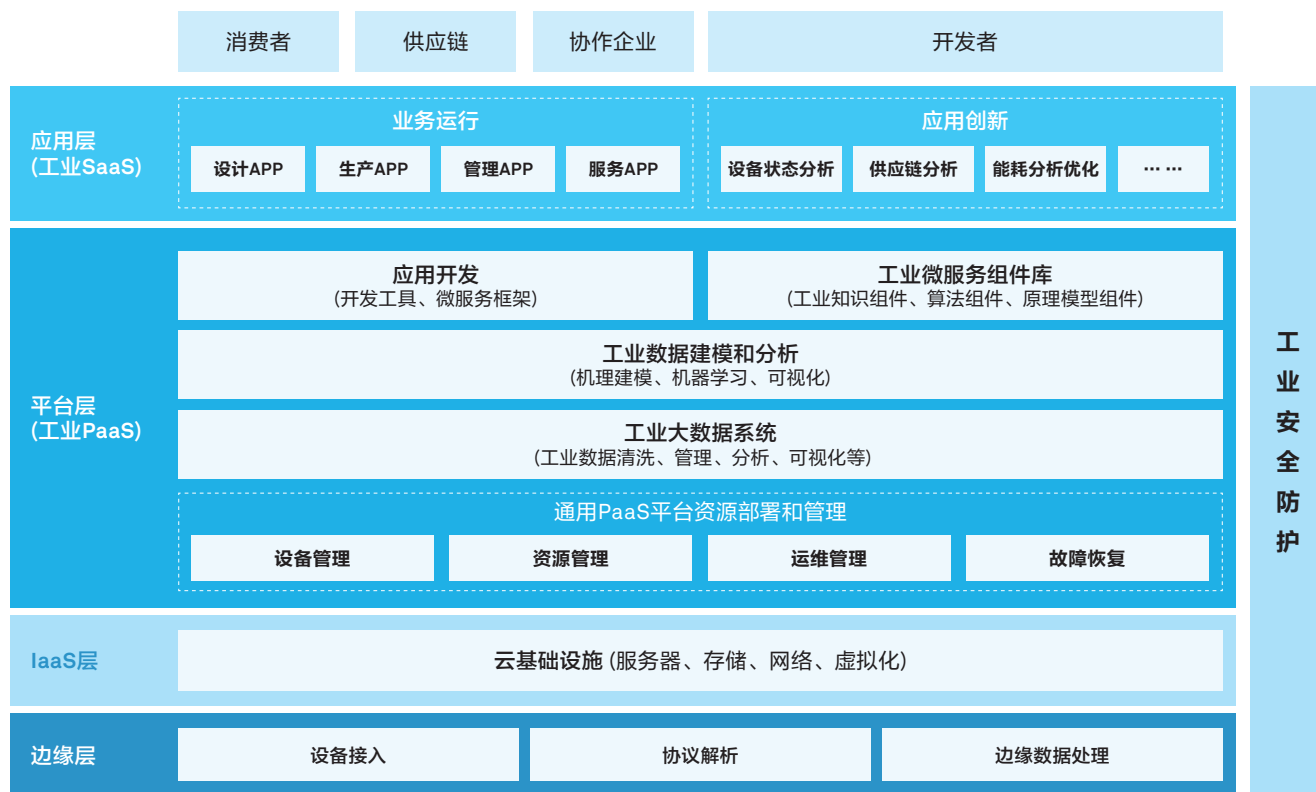 消费者
供应链
协作企业
开发者
应用层
(工业SaaS)
业务运行
设计APP
生产APP
管理APP
服务APP
应用创新
设备状态分析
供应链分析
能耗分析优化
… …
平台层
(工业PaaS)
应用开发
(开发工具、微服务框架)
工业微服务组件库
(工业知识组件、算法组件、原理模型组件)
工业数据建模和分析
(机理建模、机器学习、可视化)
工业大数据系统
(工业数据清洗、管理、分析、可视化等)
通用PaaS平台资源部署和管理
设备管理
资源管理
运维管理
故障恢复
IaaS层
云基础设施 (服务器、存储、网络、虚拟化)
边缘层
设备接入
协议解析
边缘数据处理
工业安全防护